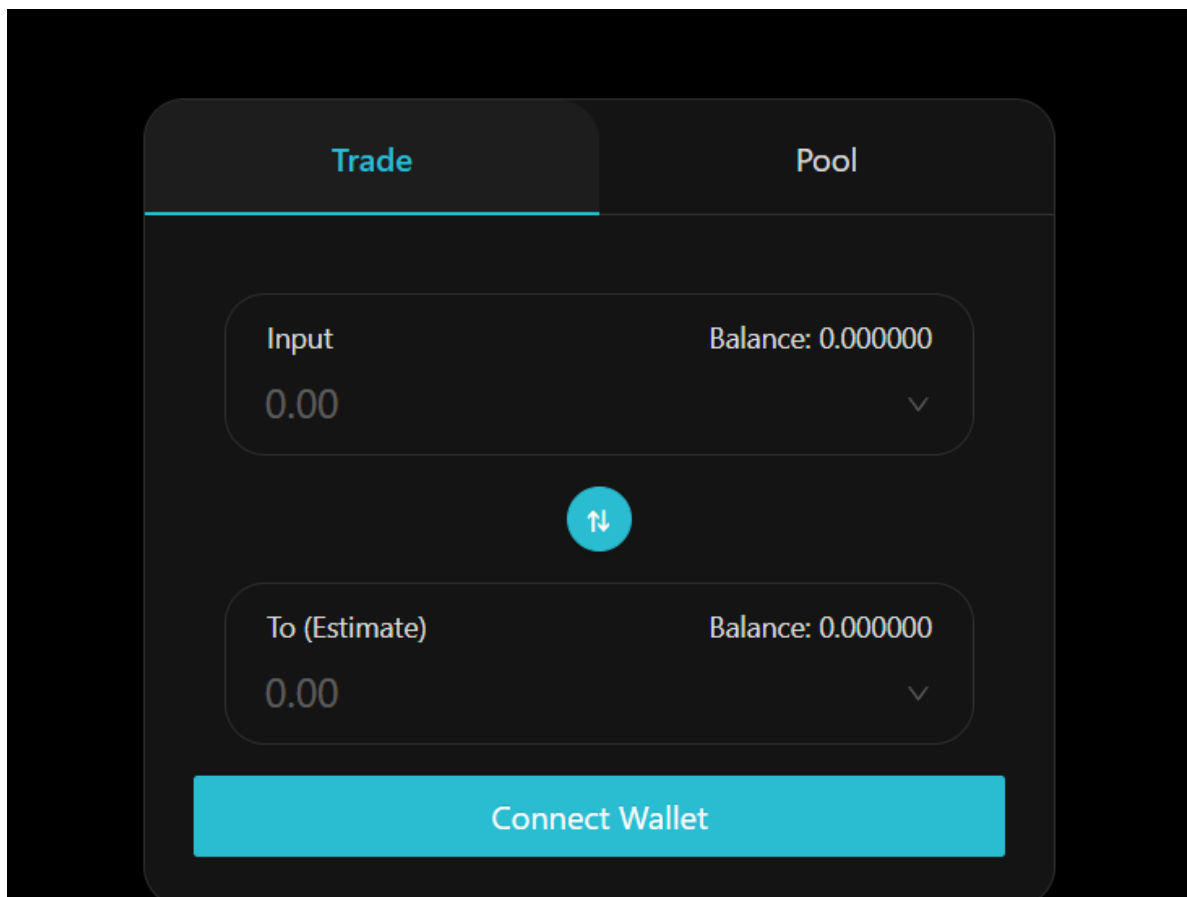 Trade Pool
Input Balance: 0.000000
0.00
To (Estimate) Balance: 0.000000
0.00
Connect Wallet